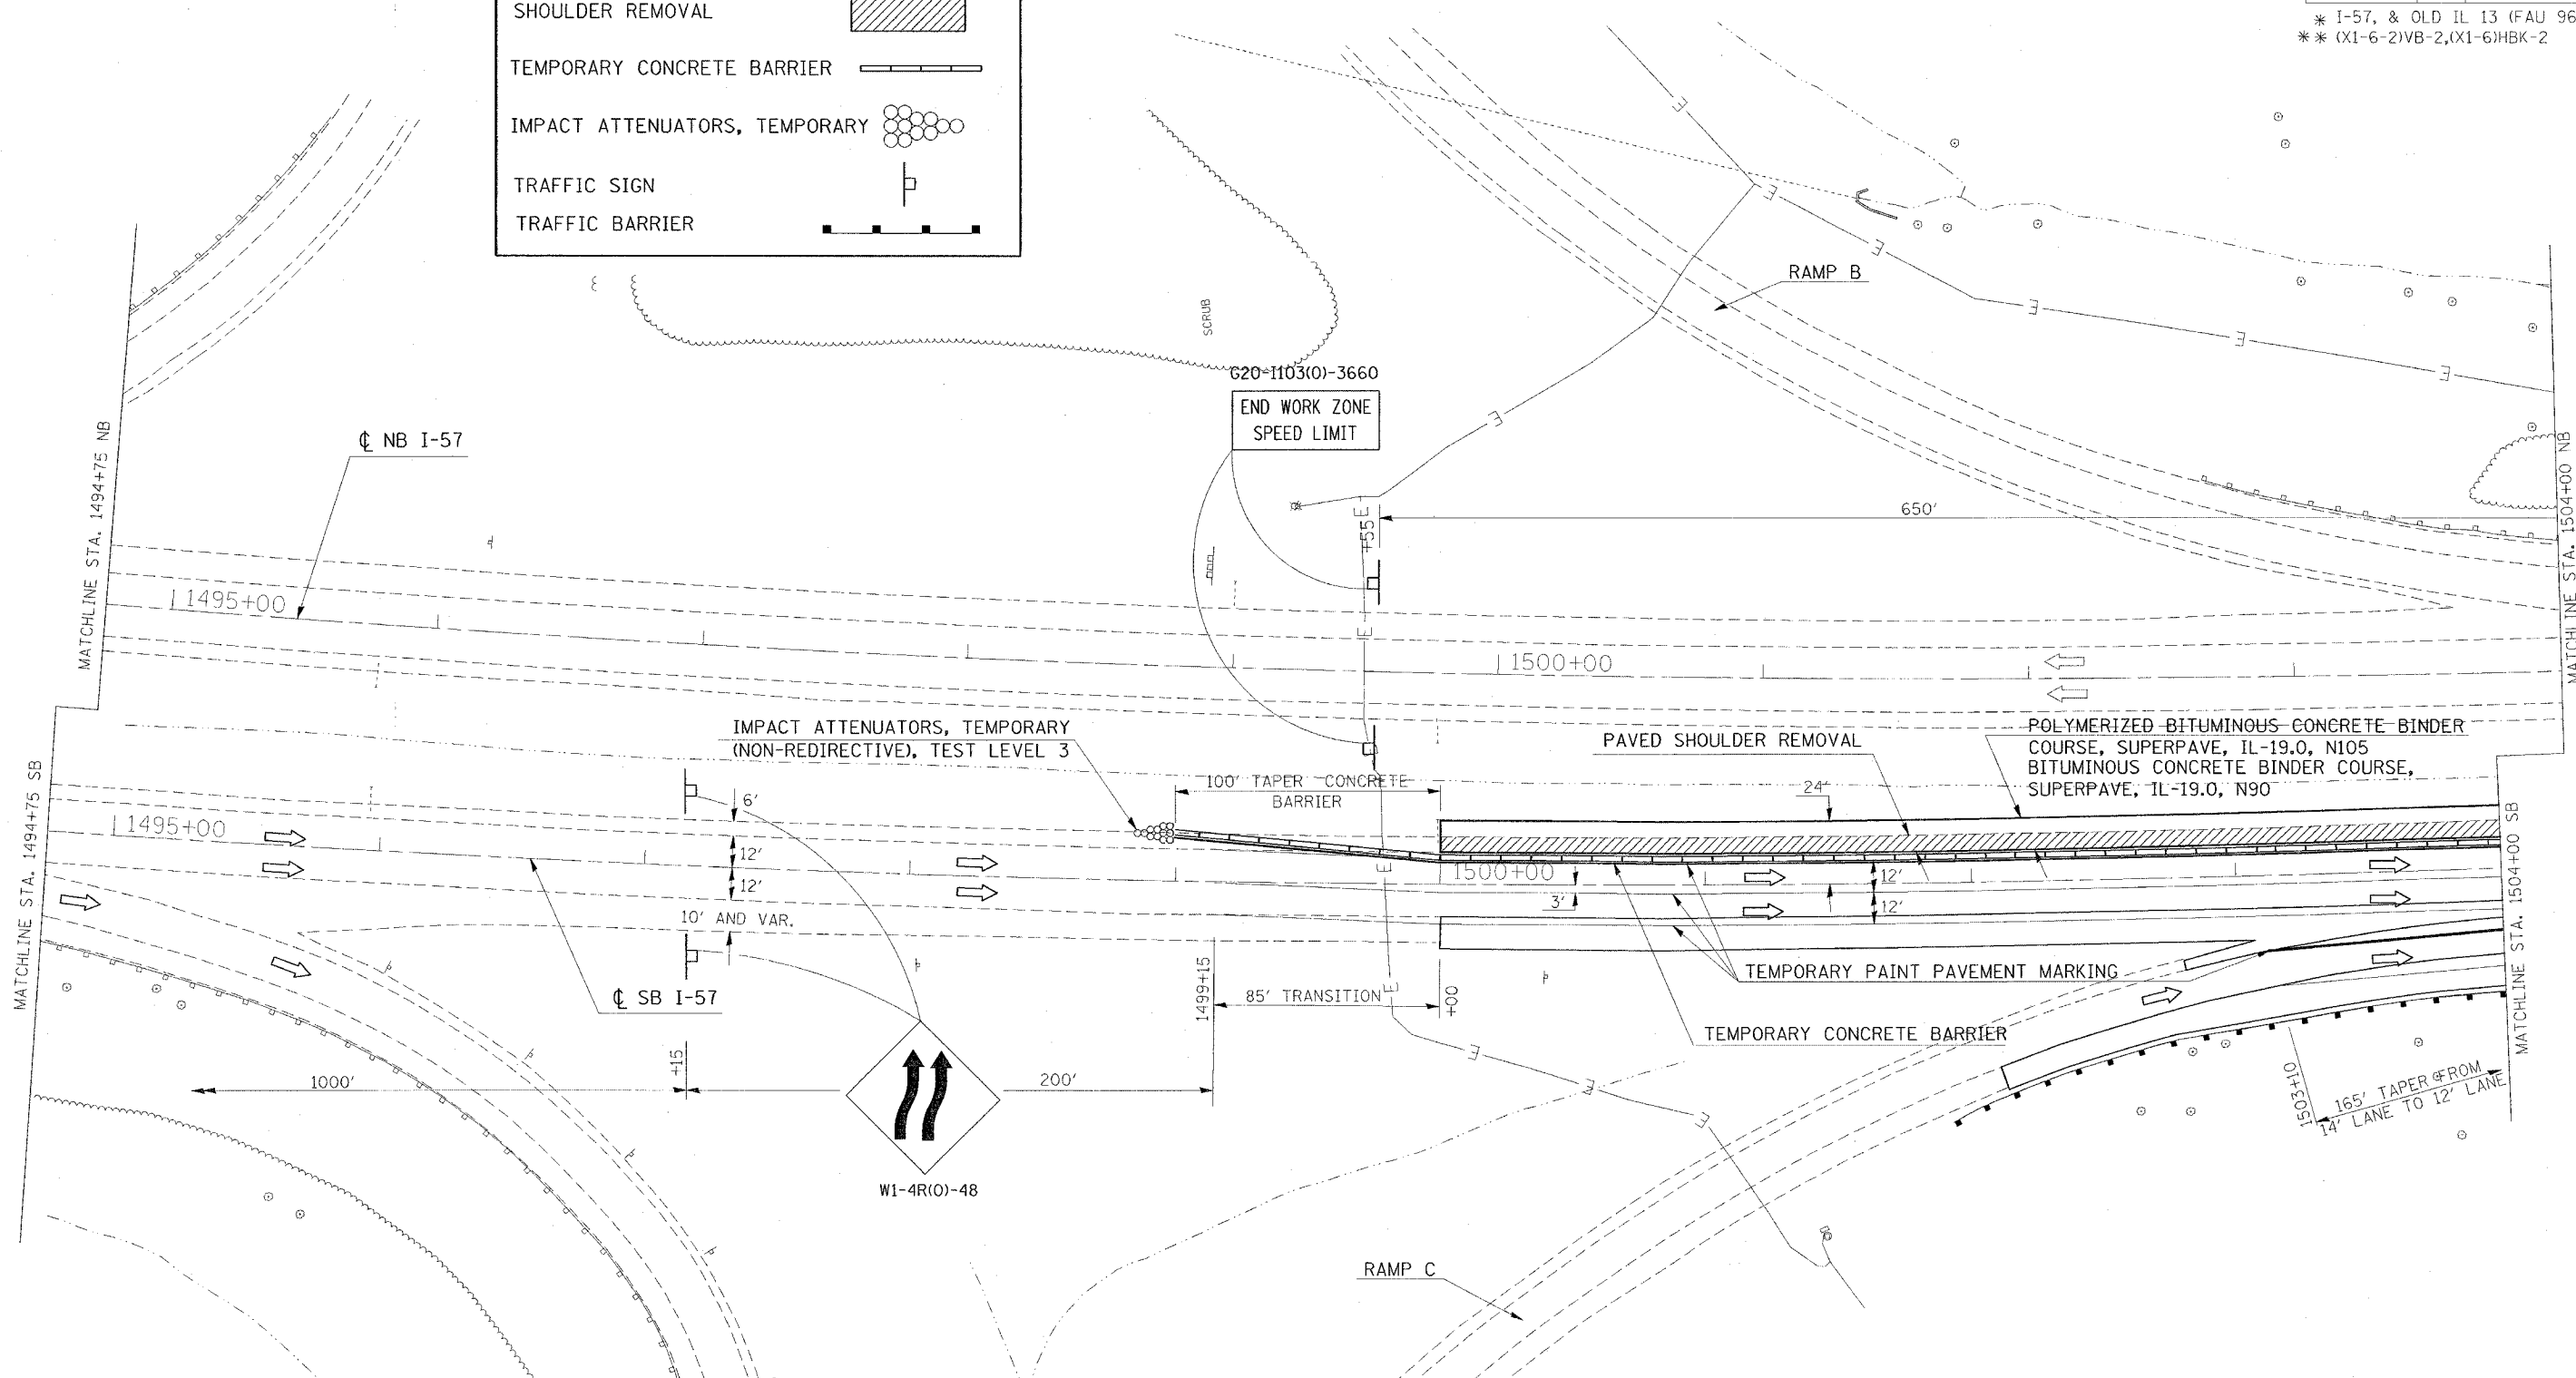 SHOULDER REMOVAL
TEMPORARY CONCRETE BARRIER
IMPACT ATTENUATORS, TEMPORARY
TRAFFIC SIGN
TRAFFIC BARRIER
* I-57, & OLD IL 13 (FAU 96
** (X1-6-2)VB-2,(X1-6)HBK-2
RAMP B
SCRUB
G20-I103(O)-3660
END WORK ZONE
SPEED LIMIT
℄ NB I-57
MATCHLINE STA. 1494+75 NB
MATCHLINE STA. 1504+00 NB
650'
+55
E
E
E
E
E
E
E
E
E
1495+00
1500+00
IMPACT ATTENUATORS, TEMPORARY
(NON-REDIRECTIVE), TEST LEVEL 3
100' TAPER CONCRETE
BARRIER
PAVED SHOULDER REMOVAL
POLYMERIZED BITUMINOUS CONCRETE BINDER
COURSE, SUPERPAVE, IL-19.0, N105
BITUMINOUS CONCRETE BINDER COURSE,
SUPERPAVE, IL-19.0, N90
24'
MATCHLINE STA. 1494+75 SB
MATCHLINE STA. 1504+00 SB
1495+00
6'
12'
12'
10' AND VAR.
1500+00
12'
3'
12'
E
E
E
E
E
℄ SB I-57
1499+15
85' TRANSITION
+00
TEMPORARY PAINT PAVEMENT MARKING
TEMPORARY CONCRETE BARRIER
+15
1000'
200'
W1-4R(O)-48
1503+10
165' TAPER FROM
14' LANE TO 12' LANE
℄
RAMP C